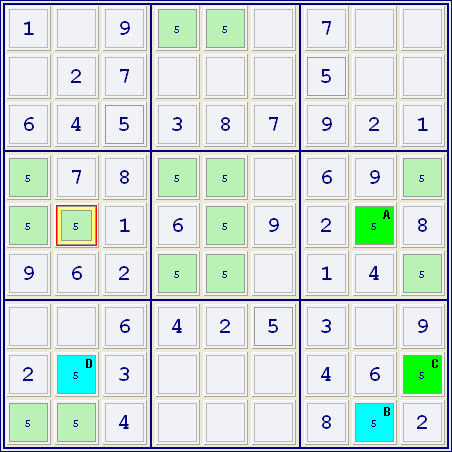 1 9 5 5 7
2 7 5
6 4 5 3 8 7 9 2 1
5 7 8 5 5 6 9 5
5 5 1 6 5 9 2 5 A 8
9 6 2 5 5 1 4 5
6 4 2 5 3 9
2 5 D 3 4 6 5 C
5 5 4 8 5 B 2